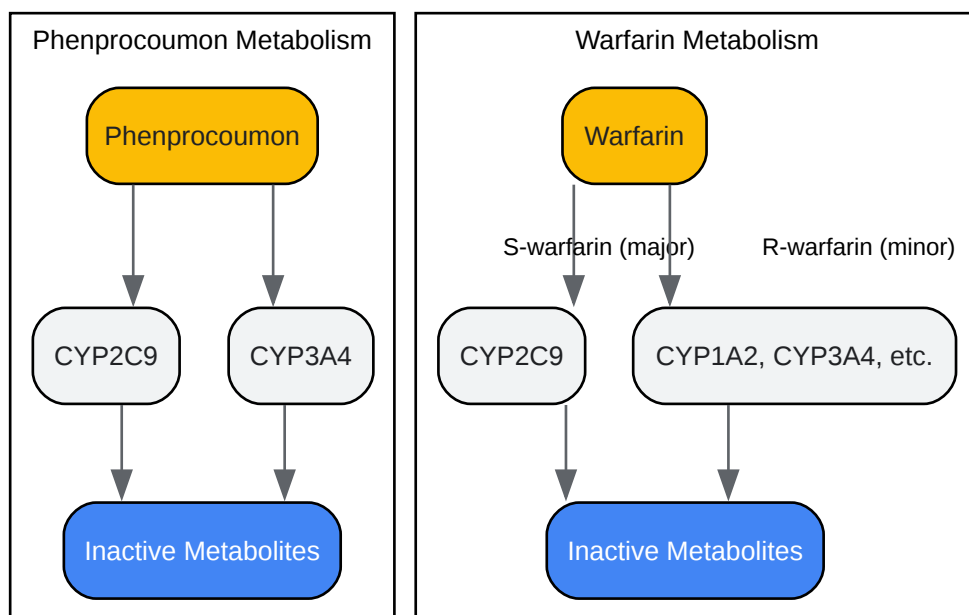 Phenprocoumon Metabolism
Phenprocoumon
CYP2C9
CYP3A4
Inactive Metabolites
Warfarin Metabolism
Warfarin
S-warfarin (major)
R-warfarin (minor)
CYP2C9
CYP1A2, CYP3A4, etc.
Inactive Metabolites